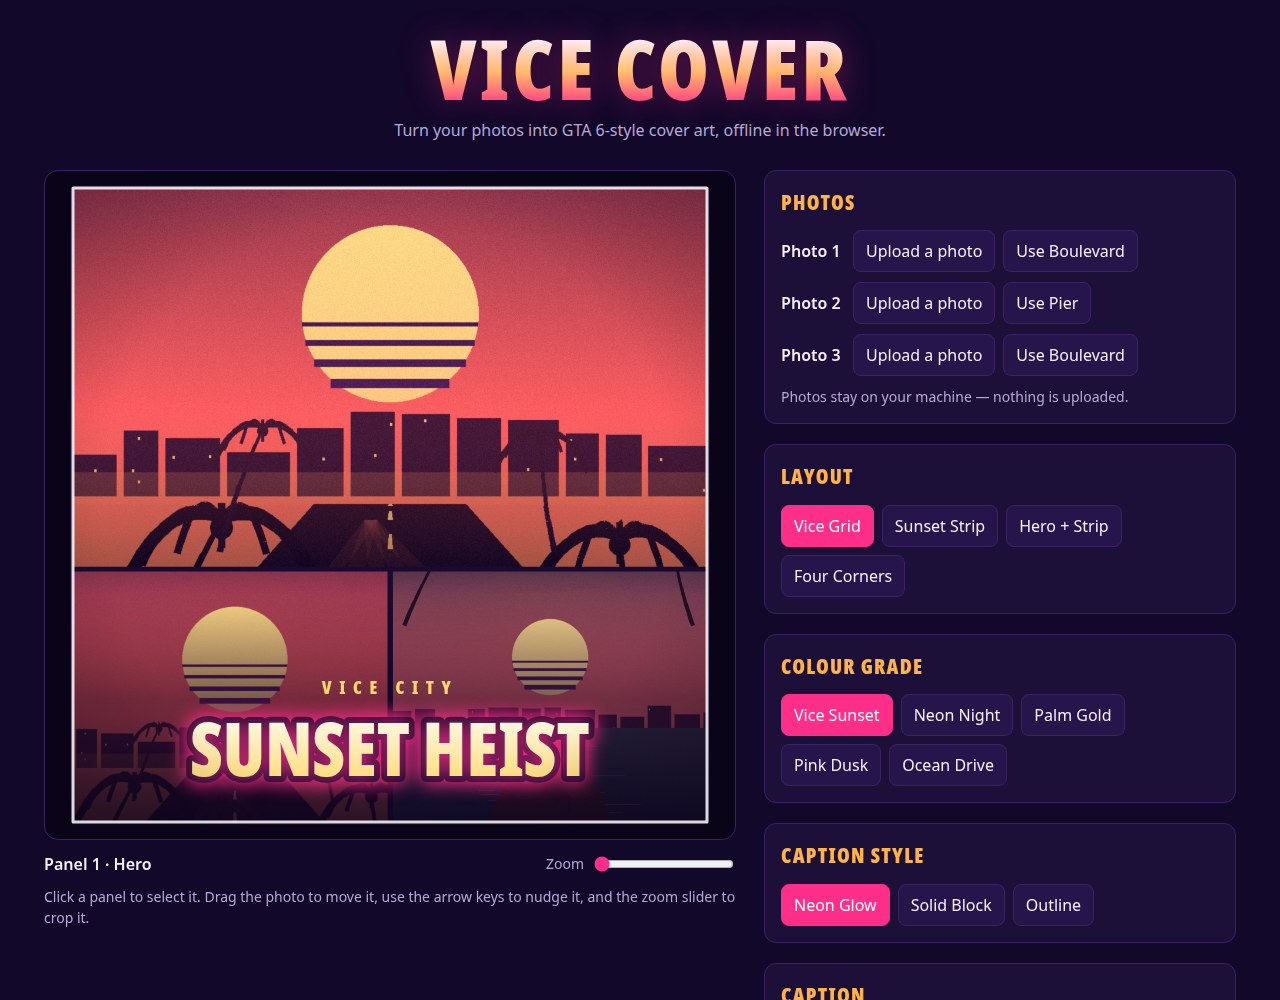 VICE COVER
Turn your photos into GTA 6-style cover art, offline in the browser.
VICE CITY
SUNSET HEIST
Panel 1 · Hero
Zoom
Click a panel to select it. Drag the photo to move it, use the arrow keys to nudge it, and the zoom slider to
crop it.
PHOTOS
Photo 1 Upload a photo Use Boulevard
Photo 2 Upload a photo Use Pier
Photo 3 Upload a photo Use Boulevard
Photos stay on your machine — nothing is uploaded.
LAYOUT
Vice Grid Sunset Strip Hero + Strip
Four Corners
COLOUR GRADE
Vice Sunset Neon Night Palm Gold
Pink Dusk Ocean Drive
CAPTION STYLE
Neon Glow Solid Block Outline
CAPTION